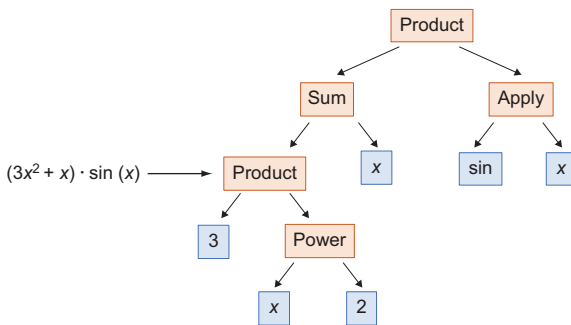 Product
Sum Apply
(3x² + x) · sin (x) Product x sin x
3 Power
x 2